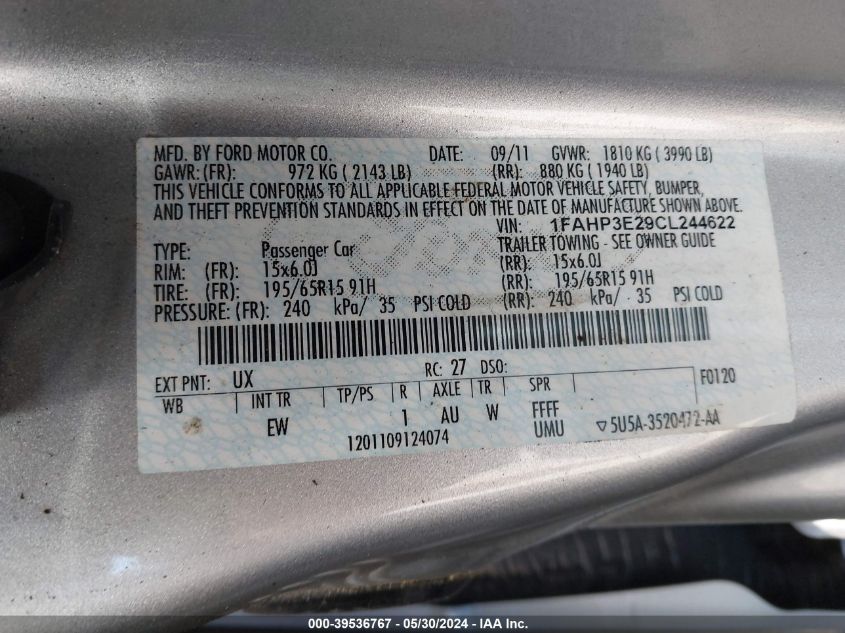 MFD. BY FORD MOTOR CO. DATE: 09/11 GVWR: 1810 KG ( 3990 LB)
GAWR: (FR): 972 KG ( 2143 LB) (RR): 880 KG ( 1940 LB)
THIS VEHICLE CONFORMS TO ALL APPLICABLE FEDERAL MOTOR VEHICLE SAFETY, BUMPER,
AND THEFT PREVENTION STANDARDS IN EFFECT ON THE DATE OF MANUFACTURE SHOWN ABOVE.
VIN: 1FAHP3E29CL244622
TYPE: Passenger Car TRAILER TOWING - SEE OWNER GUIDE
RIM: (FR): 15x6.0J (RR): 15x6.0J
TIRE: (FR): 195/65R15 91H (RR): 195/65R15 91H
PRESSURE: (FR): 240 kPa/ 35 PSI COLD (RR): 240 kPa/ 35 PSI COLD
EXT PNT: UX RC: 27 DSO:
WB INT TR TP/PS R AXLE TR SPR F0120
EW 1 AU W FFFF
UMU
1201109124074
▽5U5A-3520472-AA
000-39536767 - 05/30/2024 - IAAI.com